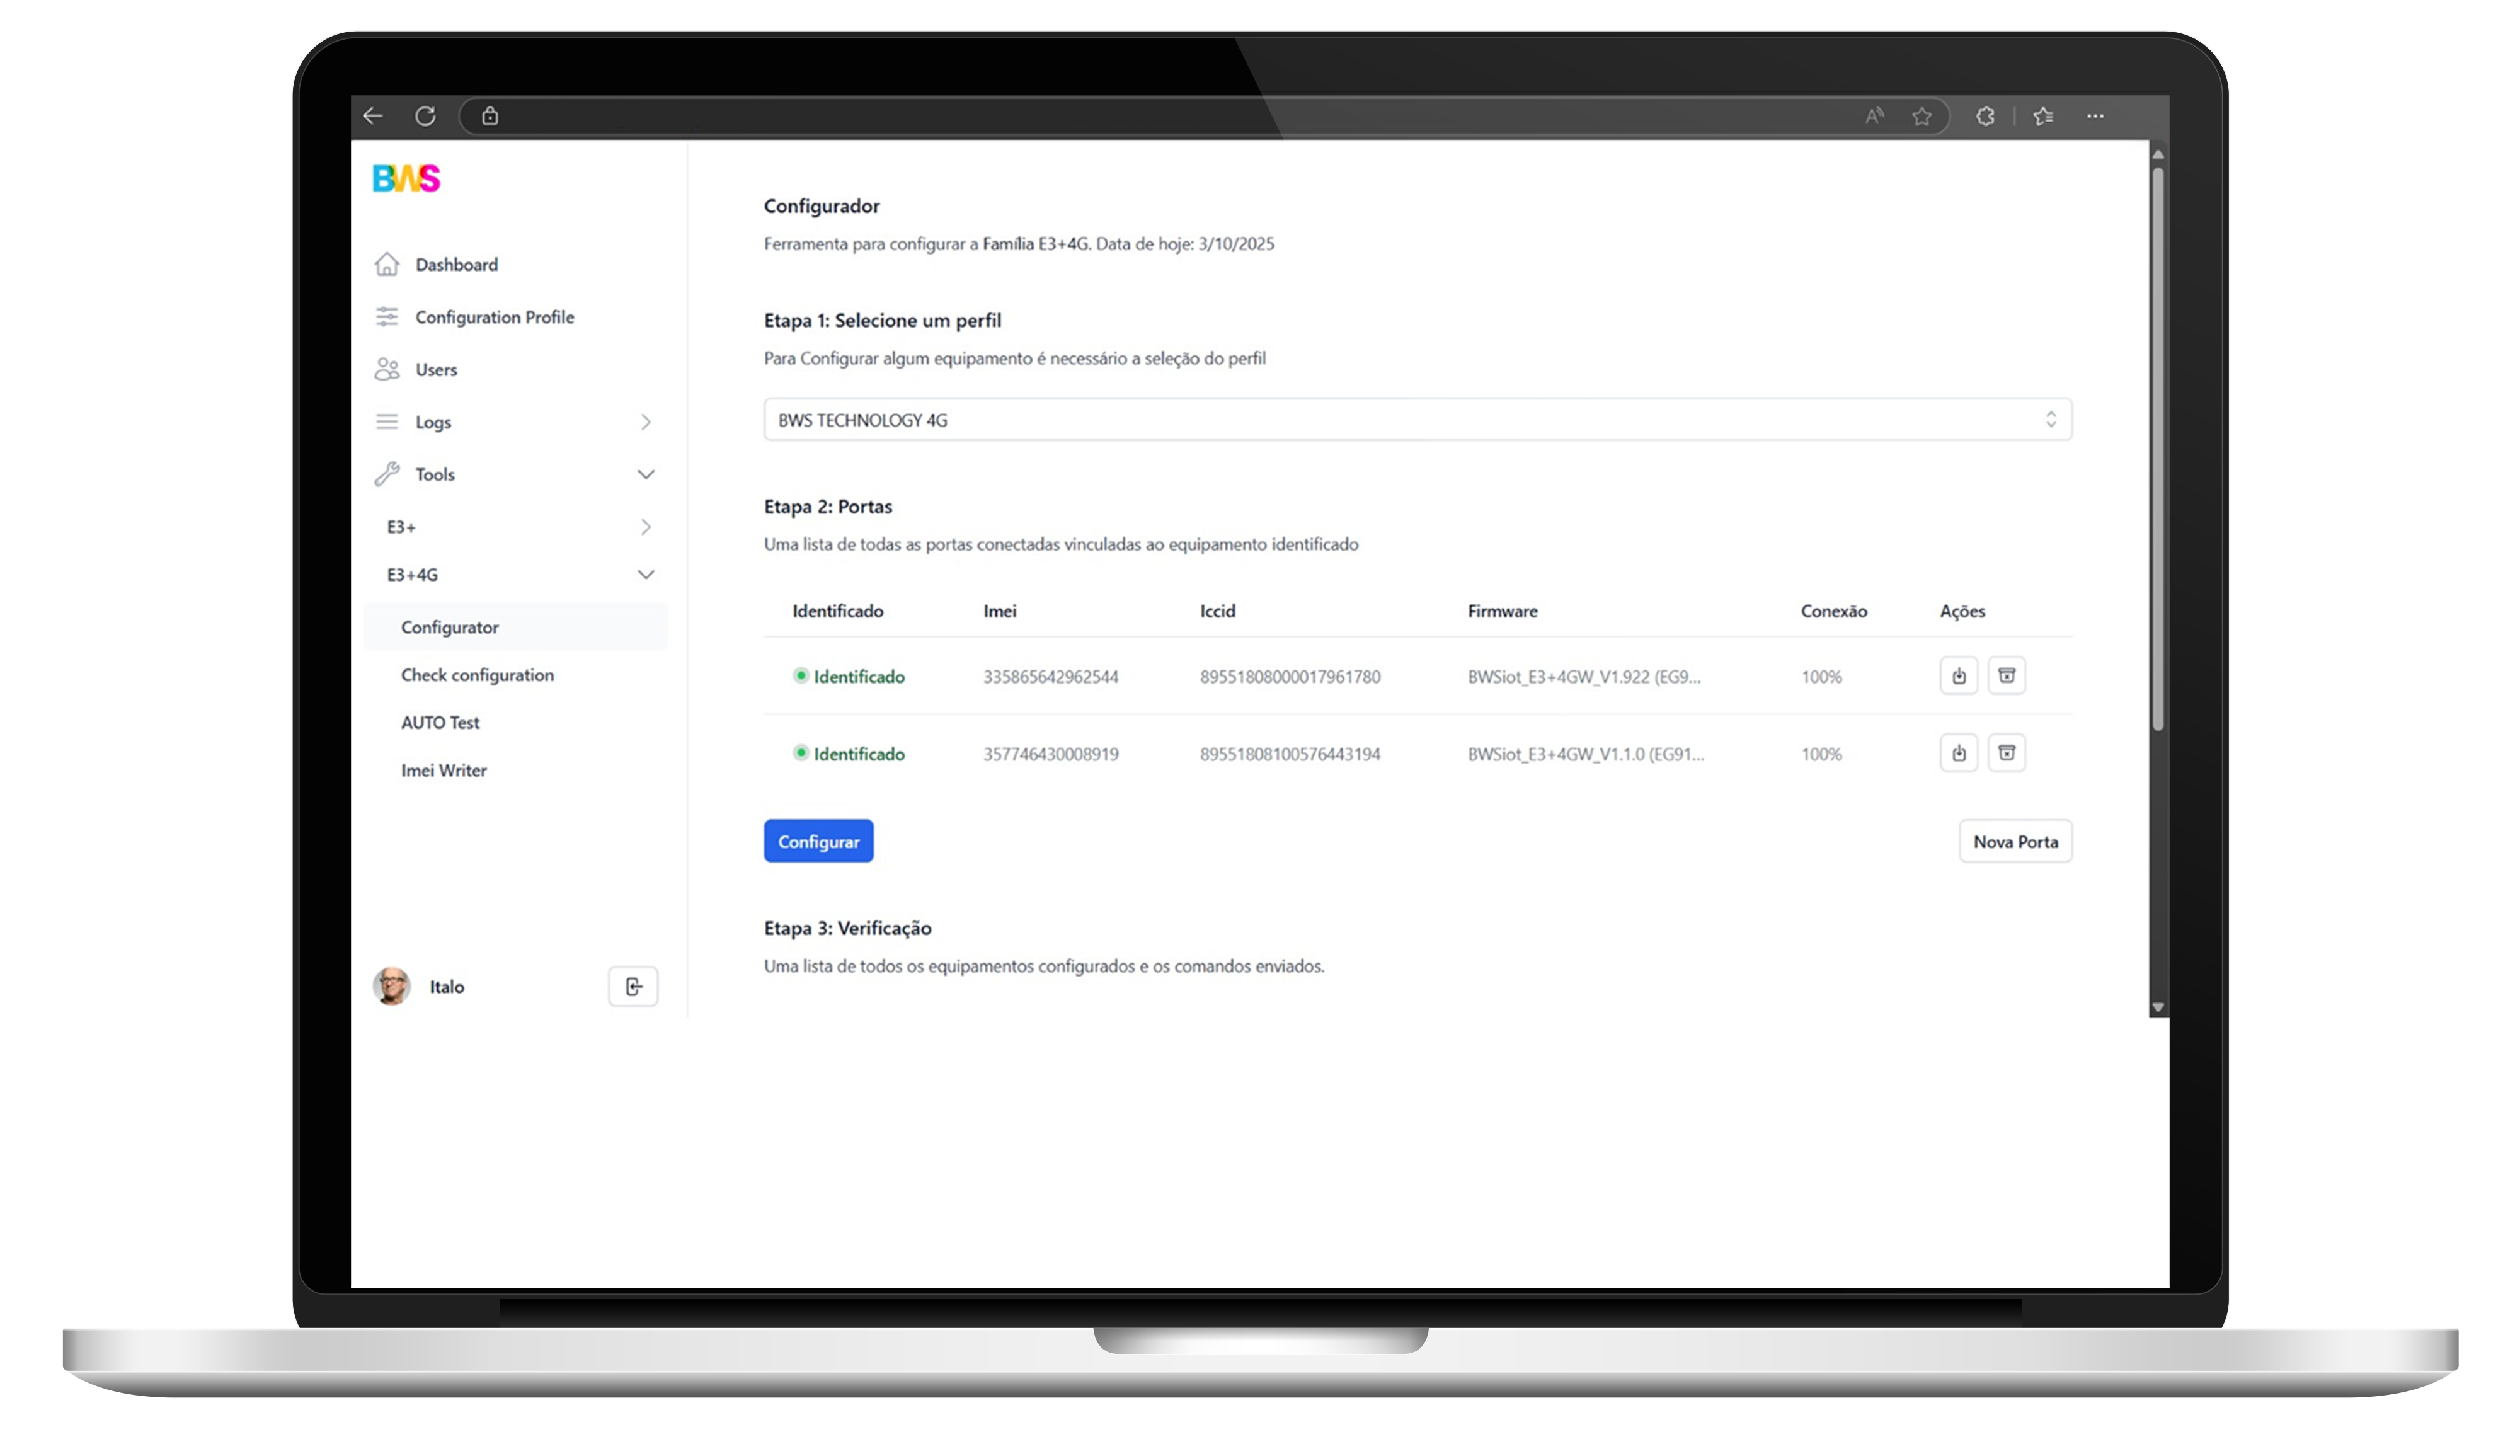 BWS
Dashboard
Configuration Profile
Users
Logs
Tools
E3+
E3+4G
Configurator
Check configuration
AUTO Test
Imei Writer
Italo
Configurador
Ferramenta para configurar a Família E3+4G. Data de hoje: 3/10/2025
Etapa 1: Selecione um perfil
Para Configurar algum equipamento é necessário a seleção do perfil
BWS TECHNOLOGY 4G
Etapa 2: Portas
Uma lista de todas as portas conectadas vinculadas ao equipamento identificado
Identificado Imei Iccid Firmware Conexão Ações
Identificado 335865642962544 89551808000017961780 BWSiot_E3+4GW_V1.922 (EG9... 100%
Identificado 357746430008919 89551808100576443194 BWSiot_E3+4GW_V1.1.0 (EG91... 100%
Configurar Nova Porta
Etapa 3: Verificação
Uma lista de todos os equipamentos configurados e os comandos enviados.